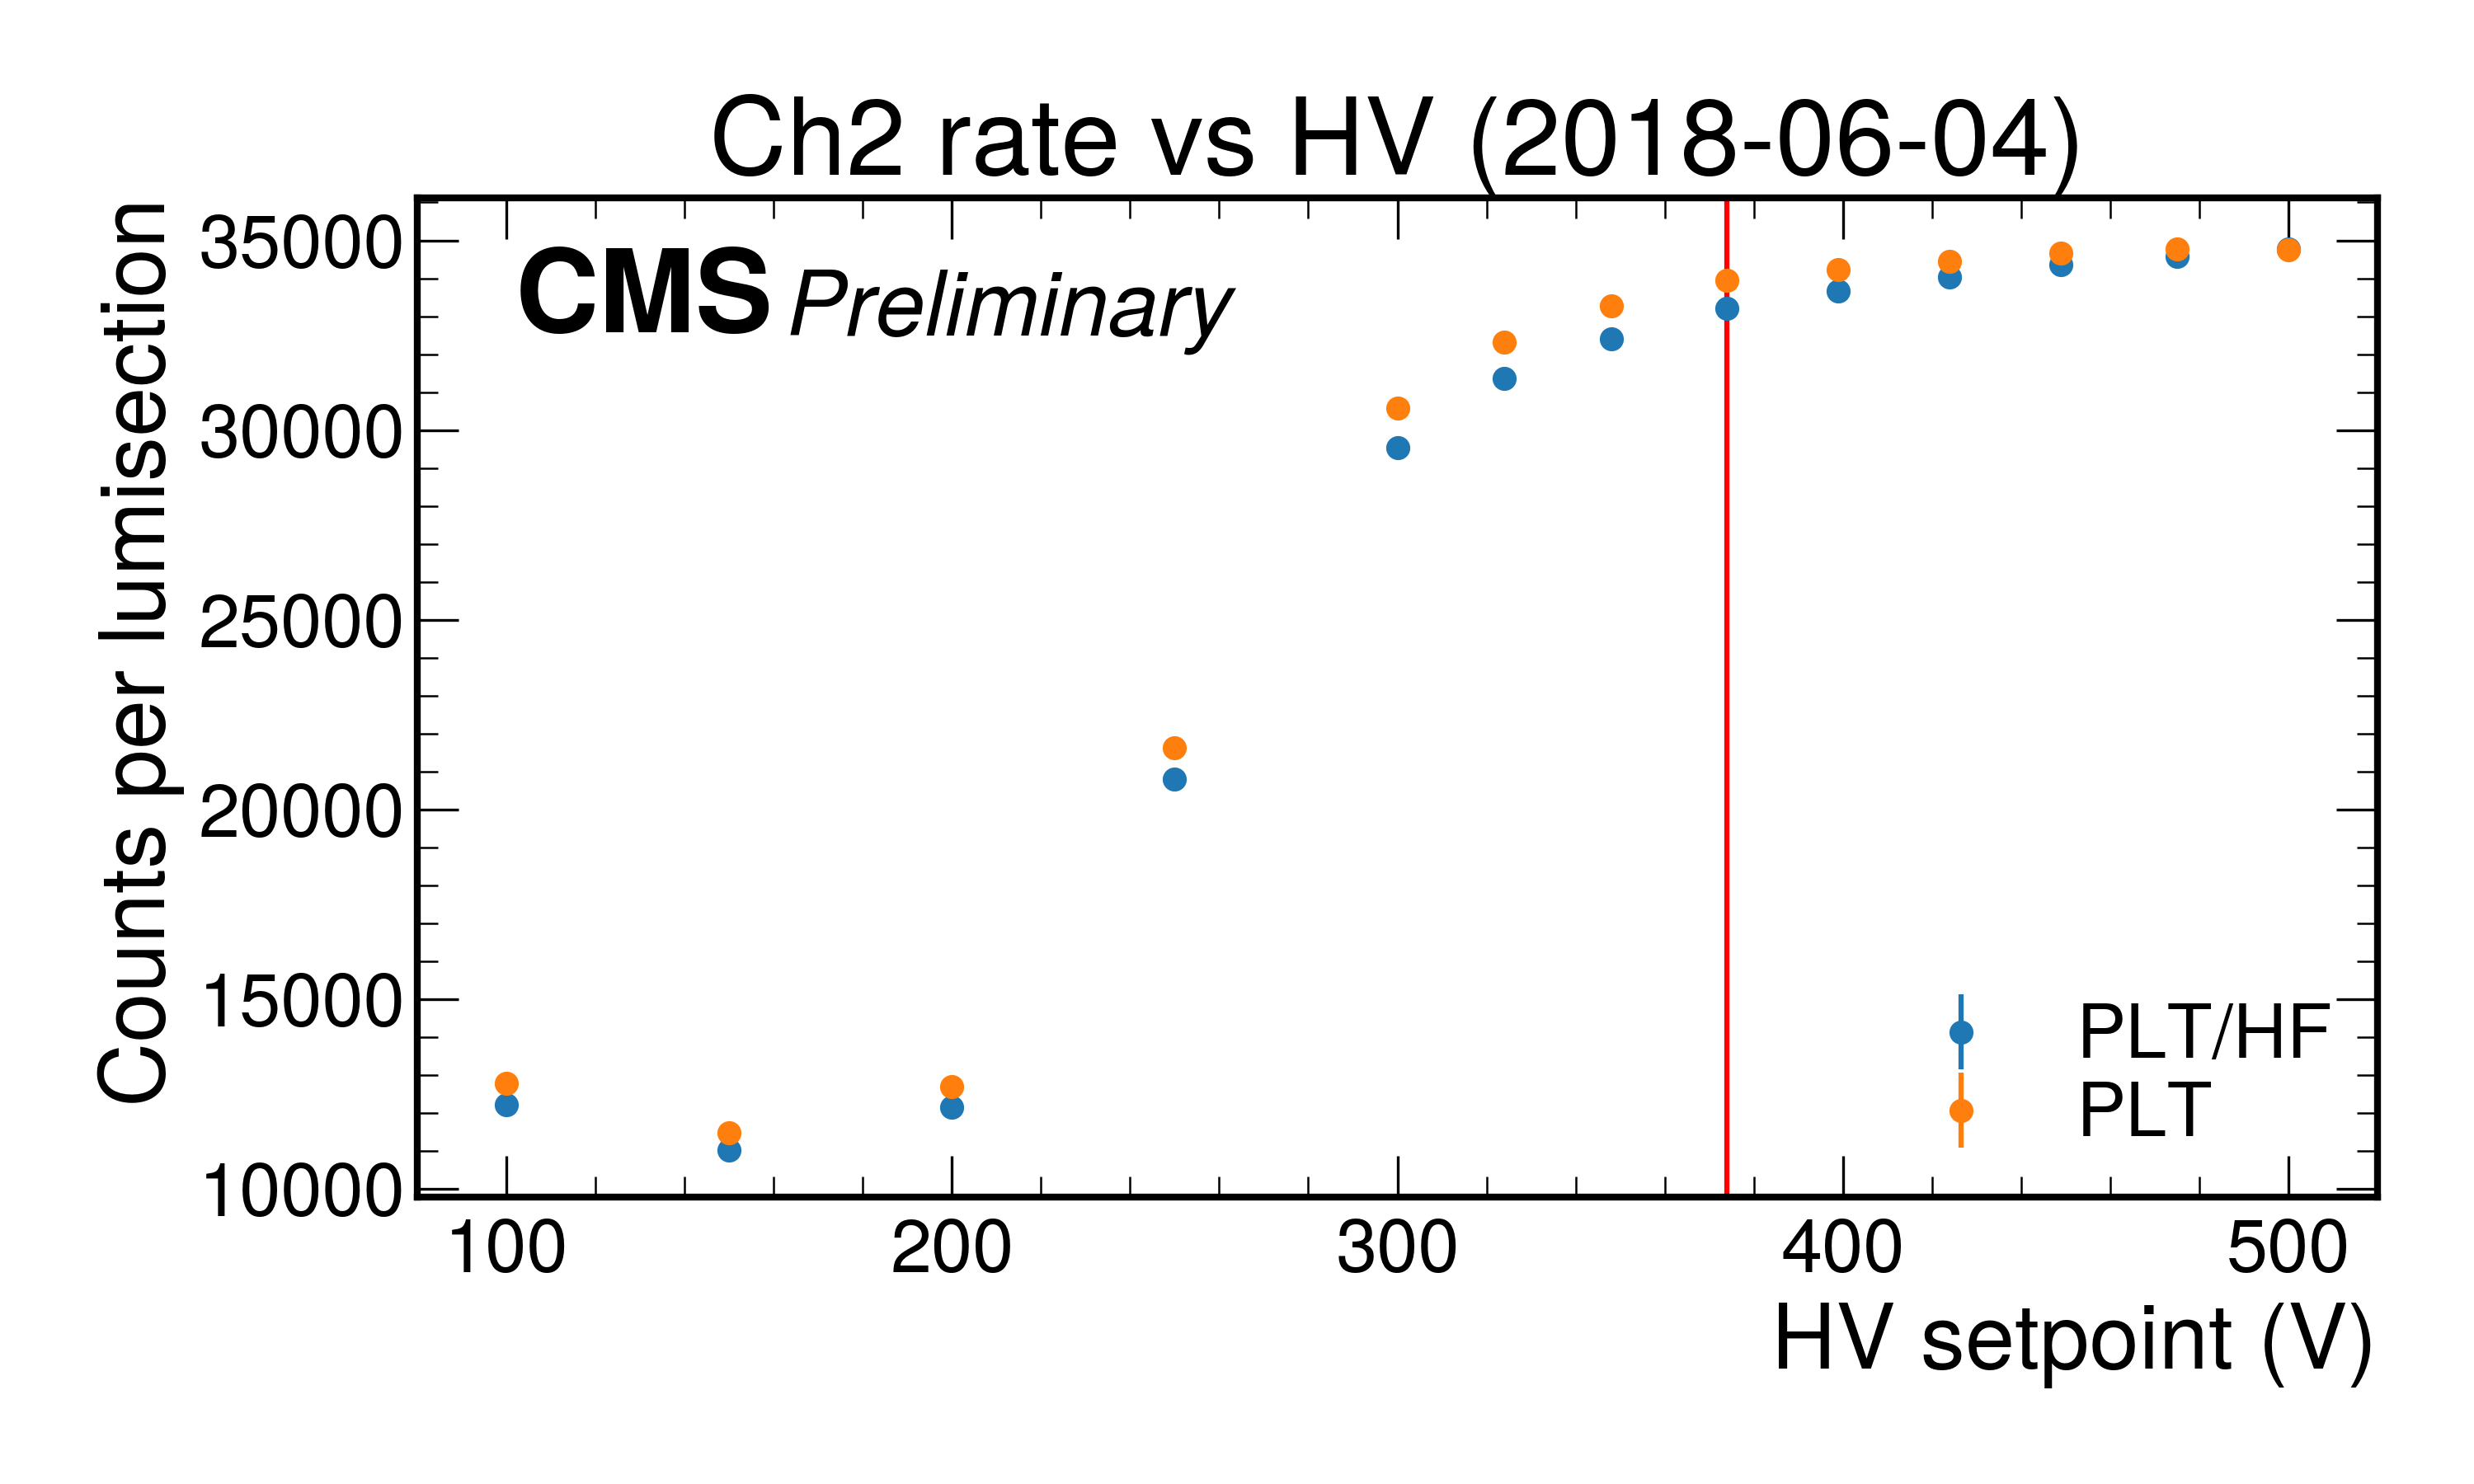 Ch2 rate vs HV (2018-06-04)
CMS Preliminary
Counts per lumisection
35000
30000
25000
20000
15000
10000
PLT/HF
PLT
100 200 300 400 500
HV setpoint (V)